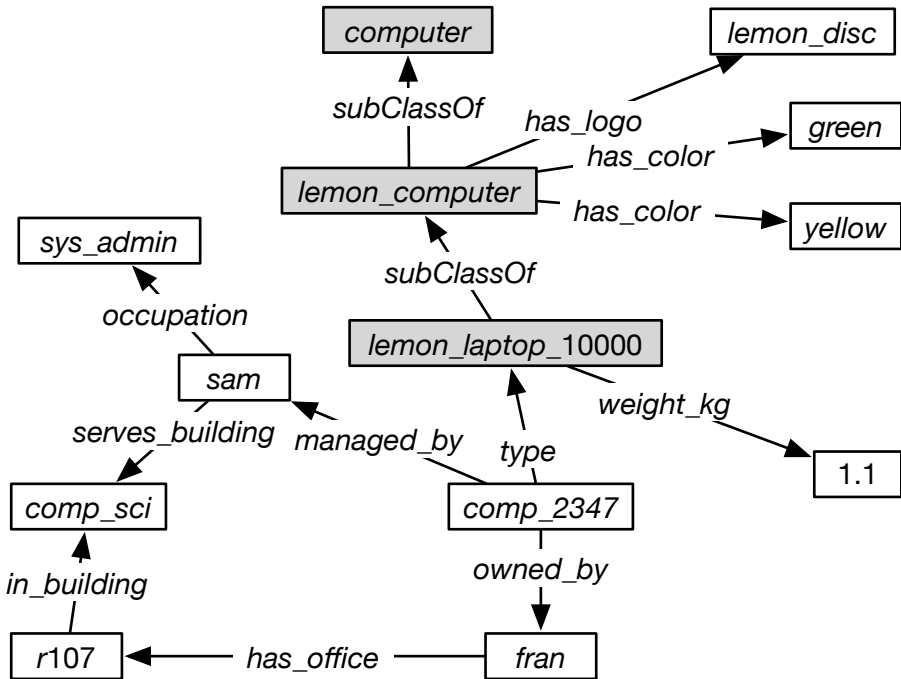 computer
lemon_disc
subClassOf
has_logo
green
has_color
lemon_computer
has_color
yellow
sys_admin
subClassOf
occupation
lemon_laptop_10000
sam
weight_kg
serves_building
managed_by
type
1.1
comp_sci
comp_2347
in_building
owned_by
r107
has_office
fran